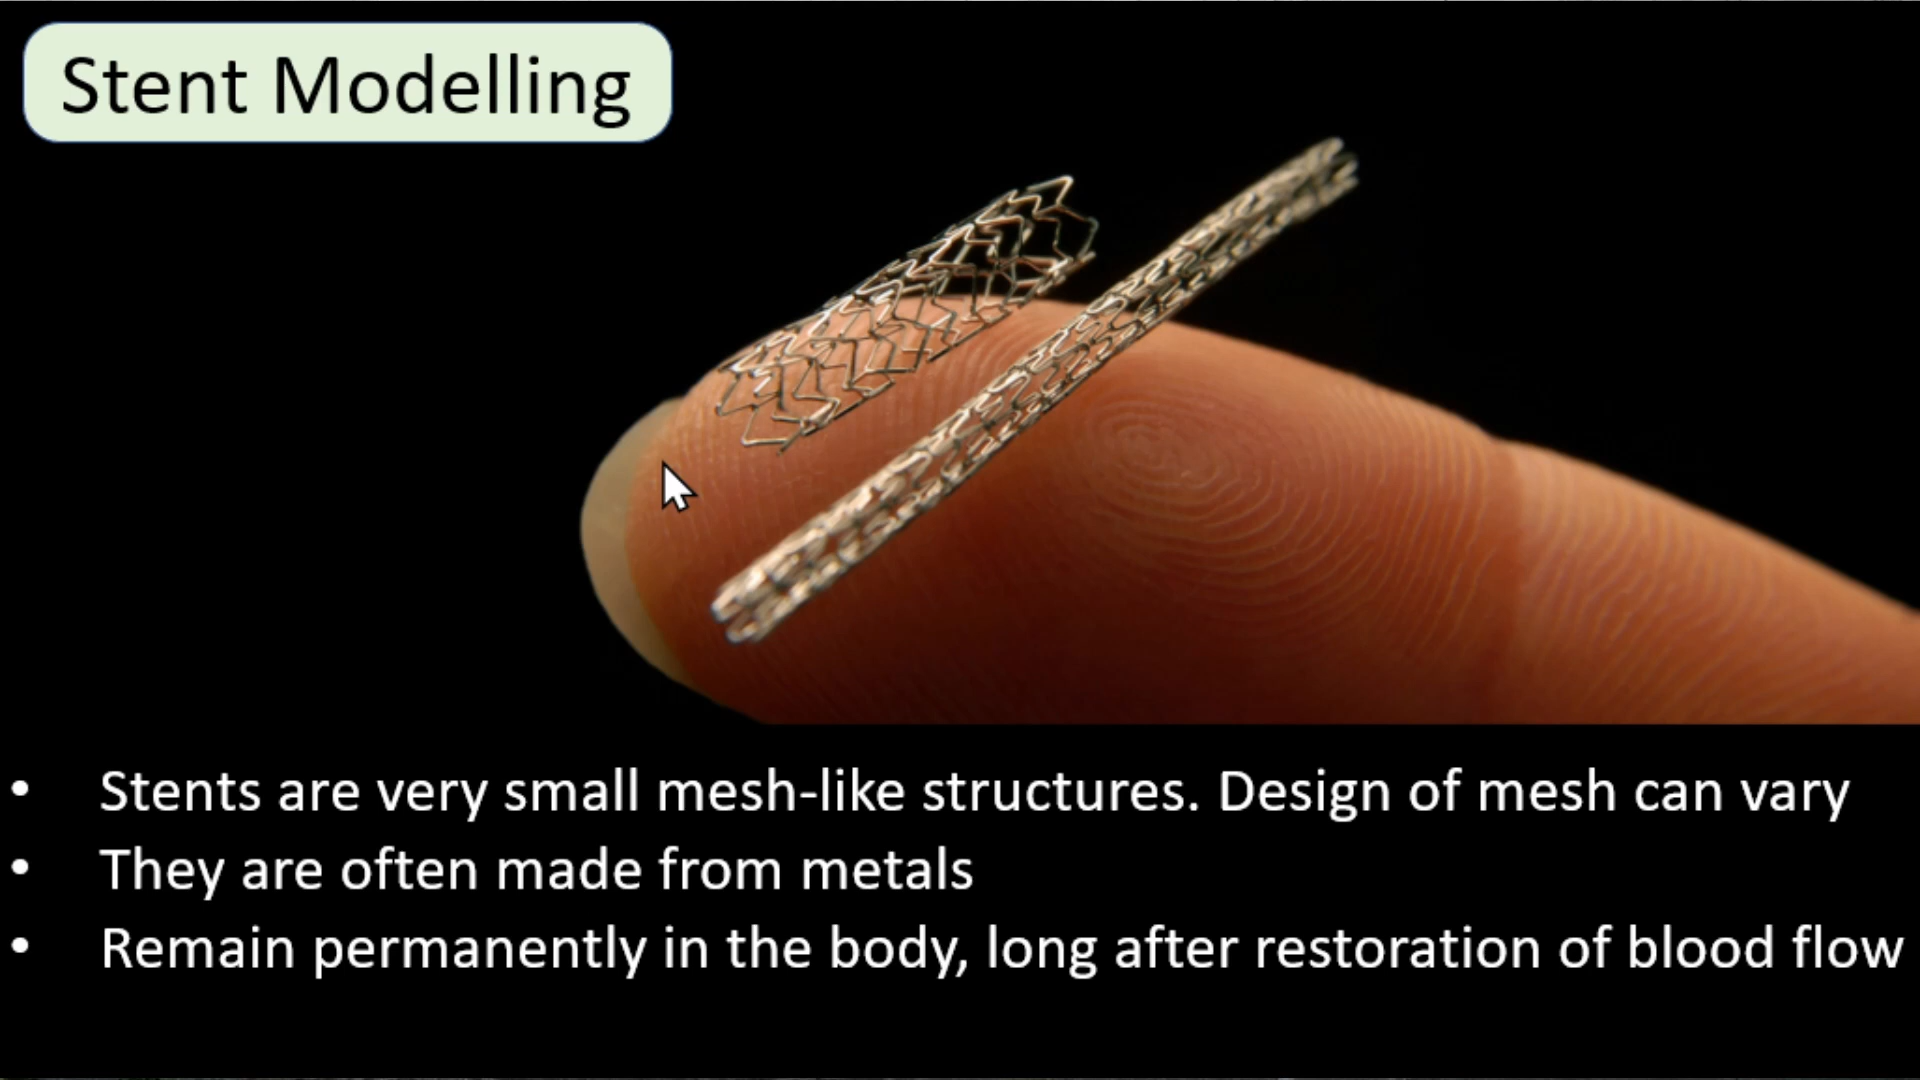 Stent Modelling
• Stents are very small mesh-like structures. Design of mesh can vary
• They are often made from metals
• Remain permanently in the body, long after restoration of blood flow